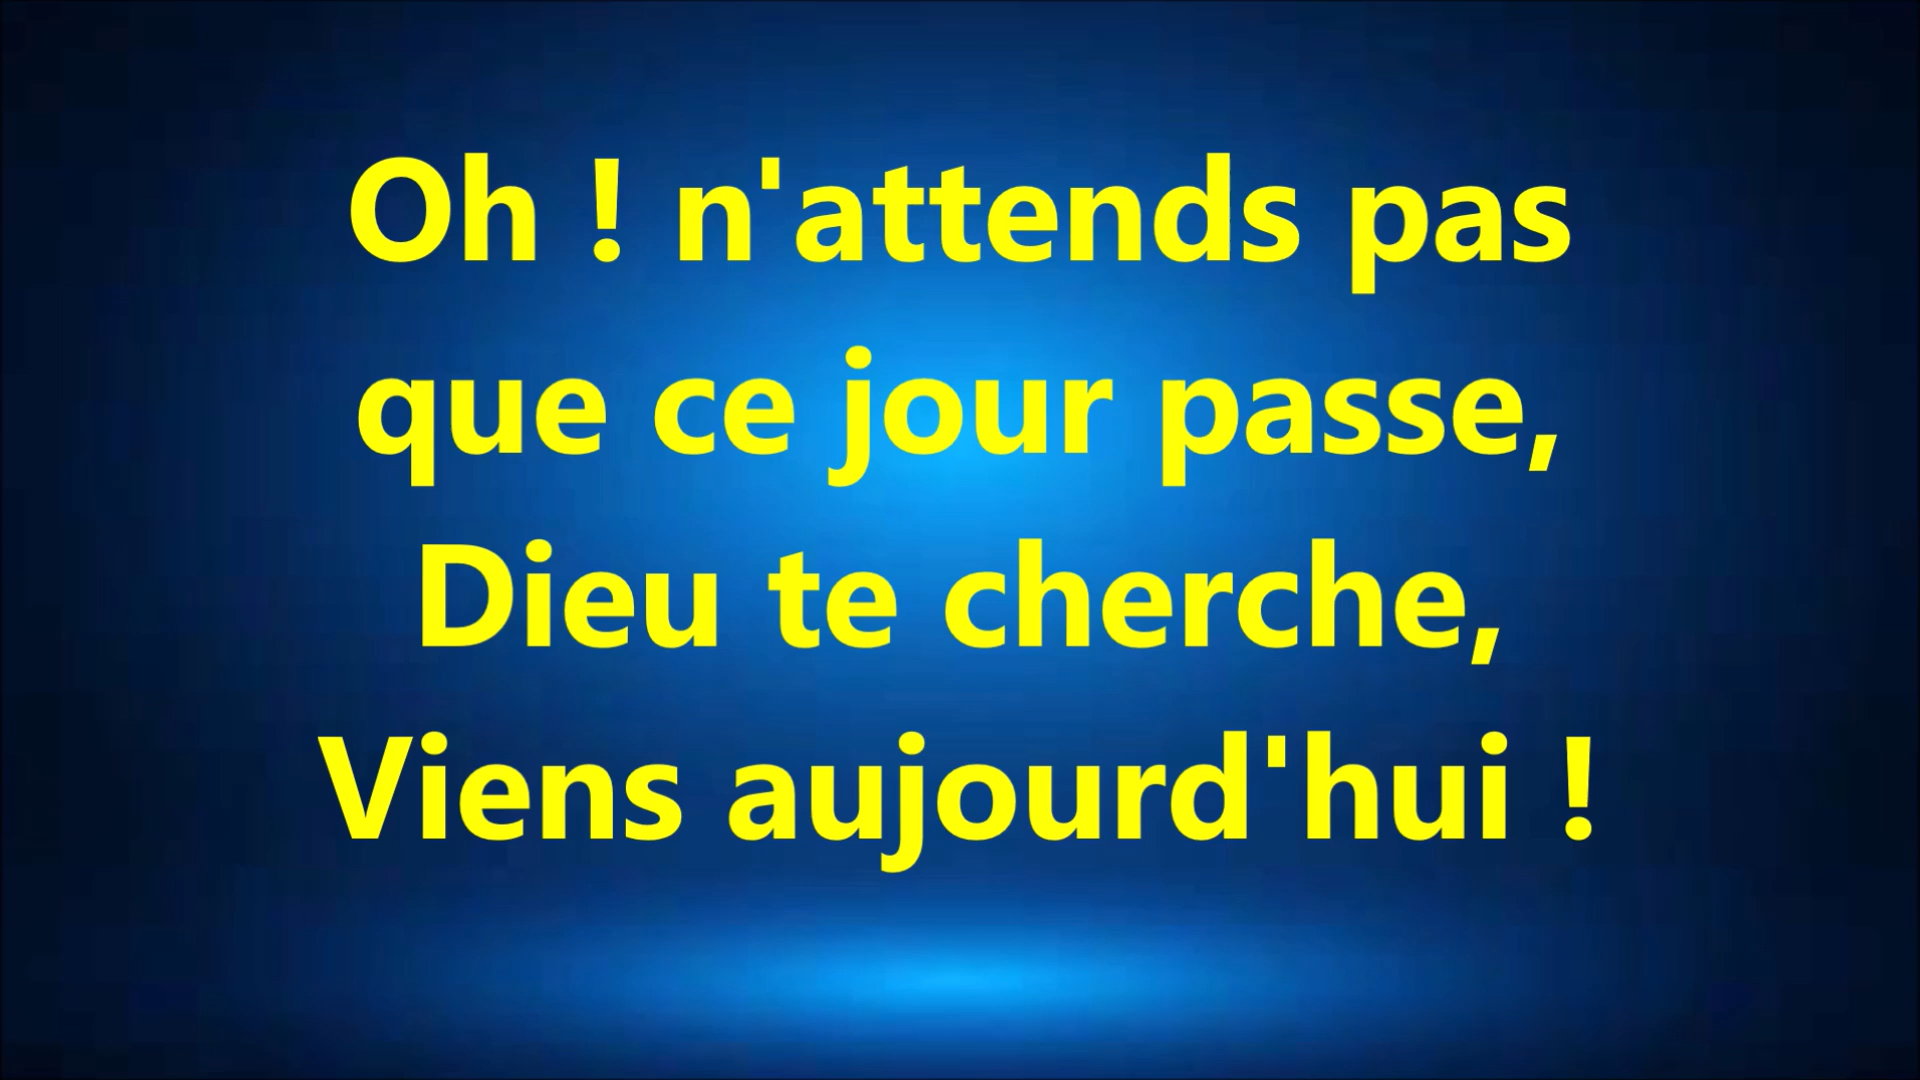 Oh ! n'attends pas
que ce jour passe,
Dieu te cherche,
Viens aujourd'hui !